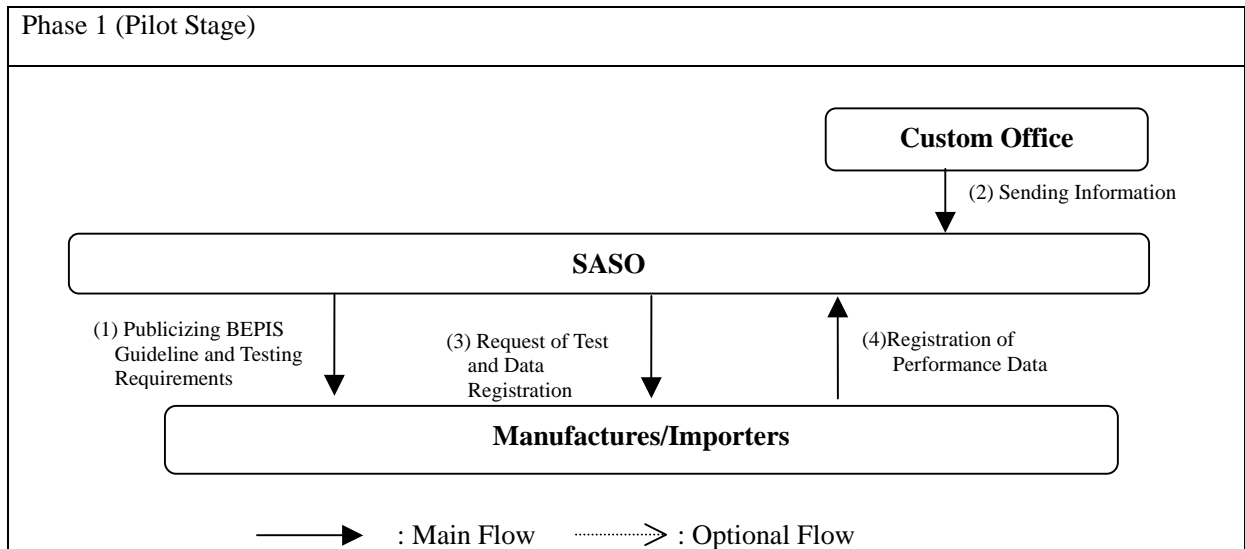 Phase 1 (Pilot Stage)
Custom Office
(2) Sending Information
SASO
(1) Publicizing BEPIS
Guideline and Testing
Requirements
(3) Request of Test
and Data
Registration
(4)Registration of
Performance Data
Manufactures/Importers
: Main Flow
: Optional Flow